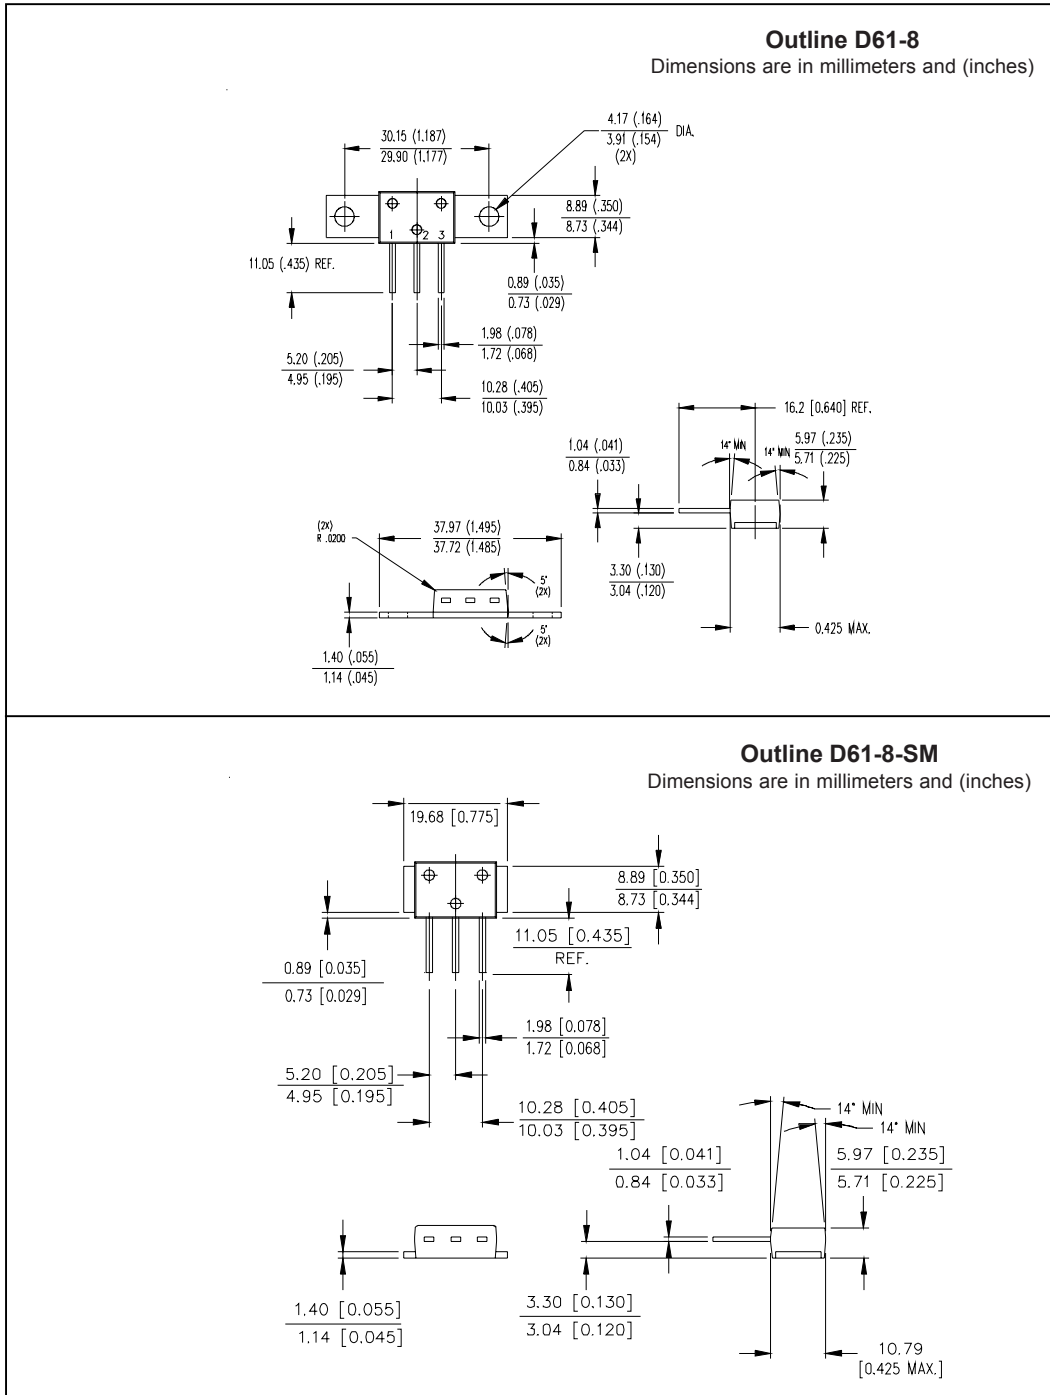 Outline D61-8
Dimensions are in millimeters and (inches)
30.15 (1.187)
29.90 (1.177)
4.17 (.164)
3.91 (.154)
DIA.
(2X)
8.89 (.350)
8.73 (.344)
1 2 3
11.05 (.435) REF.
0.89 (.035)
0.73 (.029)
1.98 (.078)
1.72 (.068)
5.20 (.205)
4.95 (.195)
10.28 (.405)
10.03 (.395)
16.2 [0.640] REF.
1.04 (.041)
0.84 (.033)
14° MIN
14° MIN
5.97 (.235)
5.71 (.225)
(2X)
R .0200
37.97 (1.495)
37.72 (1.485)
5°
(2X)
3.30 (.130)
3.04 (.120)
5°
(2X)
0.425 MAX.
1.40 (.055)
1.14 (.045)
Outline D61-8-SM
Dimensions are in millimeters and (inches)
19.68 [0.775]
8.89 [0.350]
8.73 [0.344]
11.05 [0.435]
REF.
0.89 [0.035]
0.73 [0.029]
1.98 [0.078]
1.72 [0.068]
5.20 [0.205]
4.95 [0.195]
10.28 [0.405]
10.03 [0.395]
14° MIN
14° MIN
1.04 [0.041]
0.84 [0.033]
5.97 [0.235]
5.71 [0.225]
1.40 [0.055]
1.14 [0.045]
3.30 [0.130]
3.04 [0.120]
10.79
[0.425 MAX.]